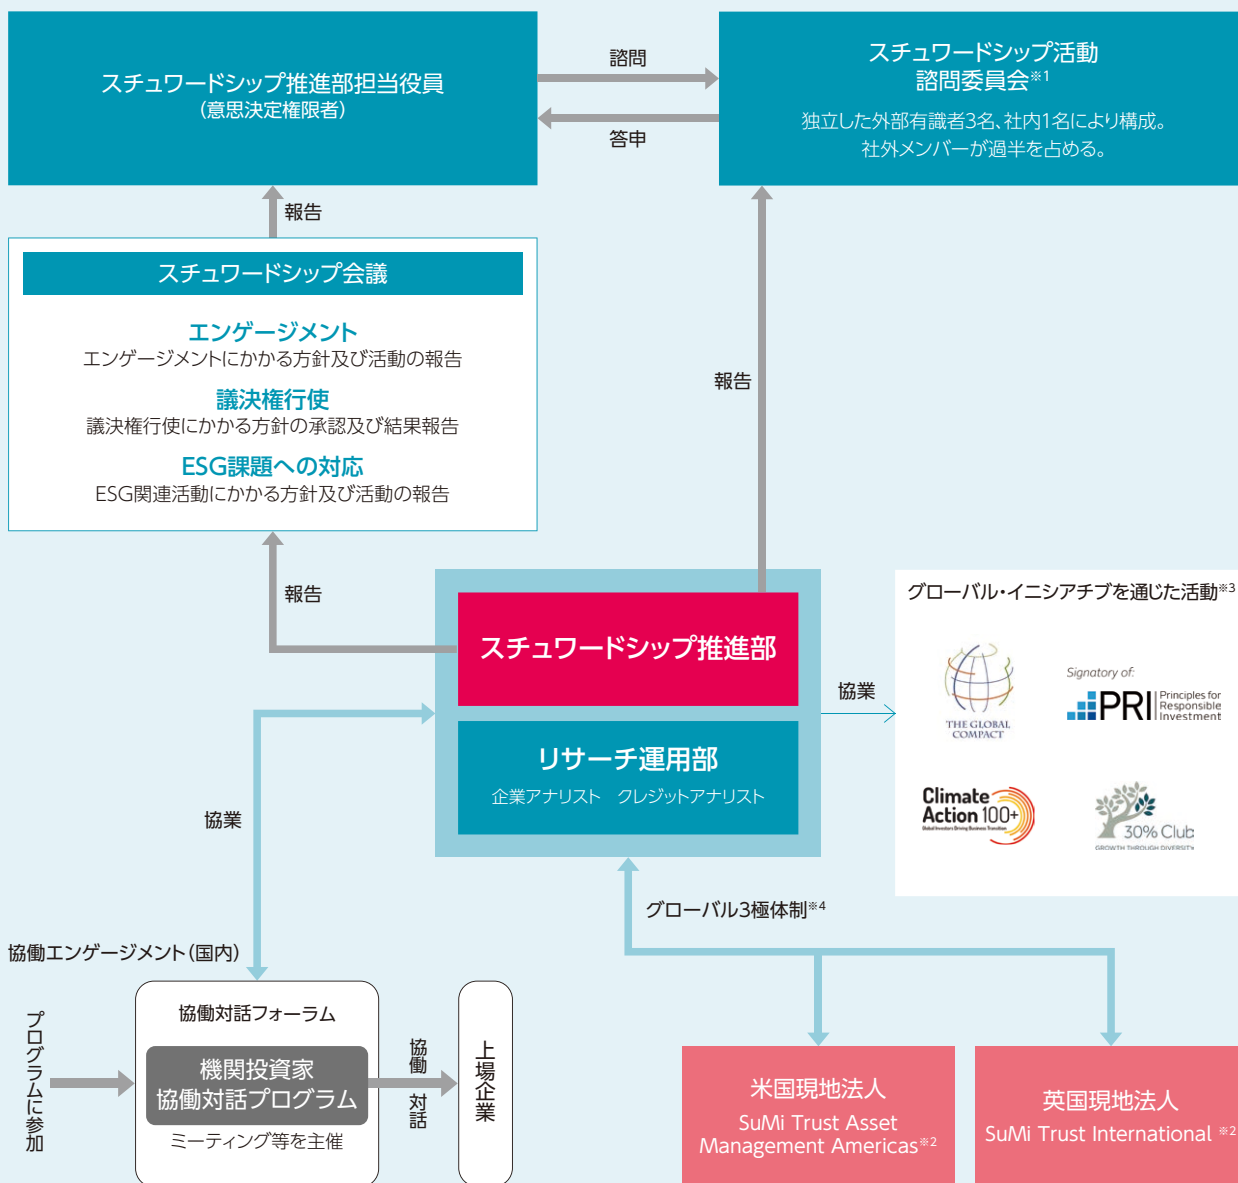 スチュワードシップ推進部担当役員
(意思決定権限者)
諮問
答申
スチュワードシップ活動
諮問委員会※1
独立した外部有識者3名、社内1名により構成。
社外メンバーが過半を占める。
報告
スチュワードシップ会議
エンゲージメント
エンゲージメントにかかる方針及び活動の報告
議決権行使
議決権行使にかかる方針の承認及び結果報告
ESG課題への対応
ESG関連活動にかかる方針及び活動の報告
報告
報告
スチュワードシップ推進部
リサーチ運用部
企業アナリスト クレジットアナリスト
協業
グローバル・イニシアチブを通じた活動※3
THE GLOBAL
COMPACT
Signatory of:
PRI
Principles for
Responsible
Investment
Climate
Action 100+
Global Investors Driving Business Transition
30% Club
GROWTH THROUGH DIVERSITY
協業
グローバル3極体制※4
協働エンゲージメント(国内)
プログラムに参加
協働対話フォーラム
機関投資家
協働対話プログラム
ミーティング等を主催
協働
対話
上場企業
米国現地法人
SuMi Trust Asset
Management Americas※2
英国現地法人
SuMi Trust International ※2